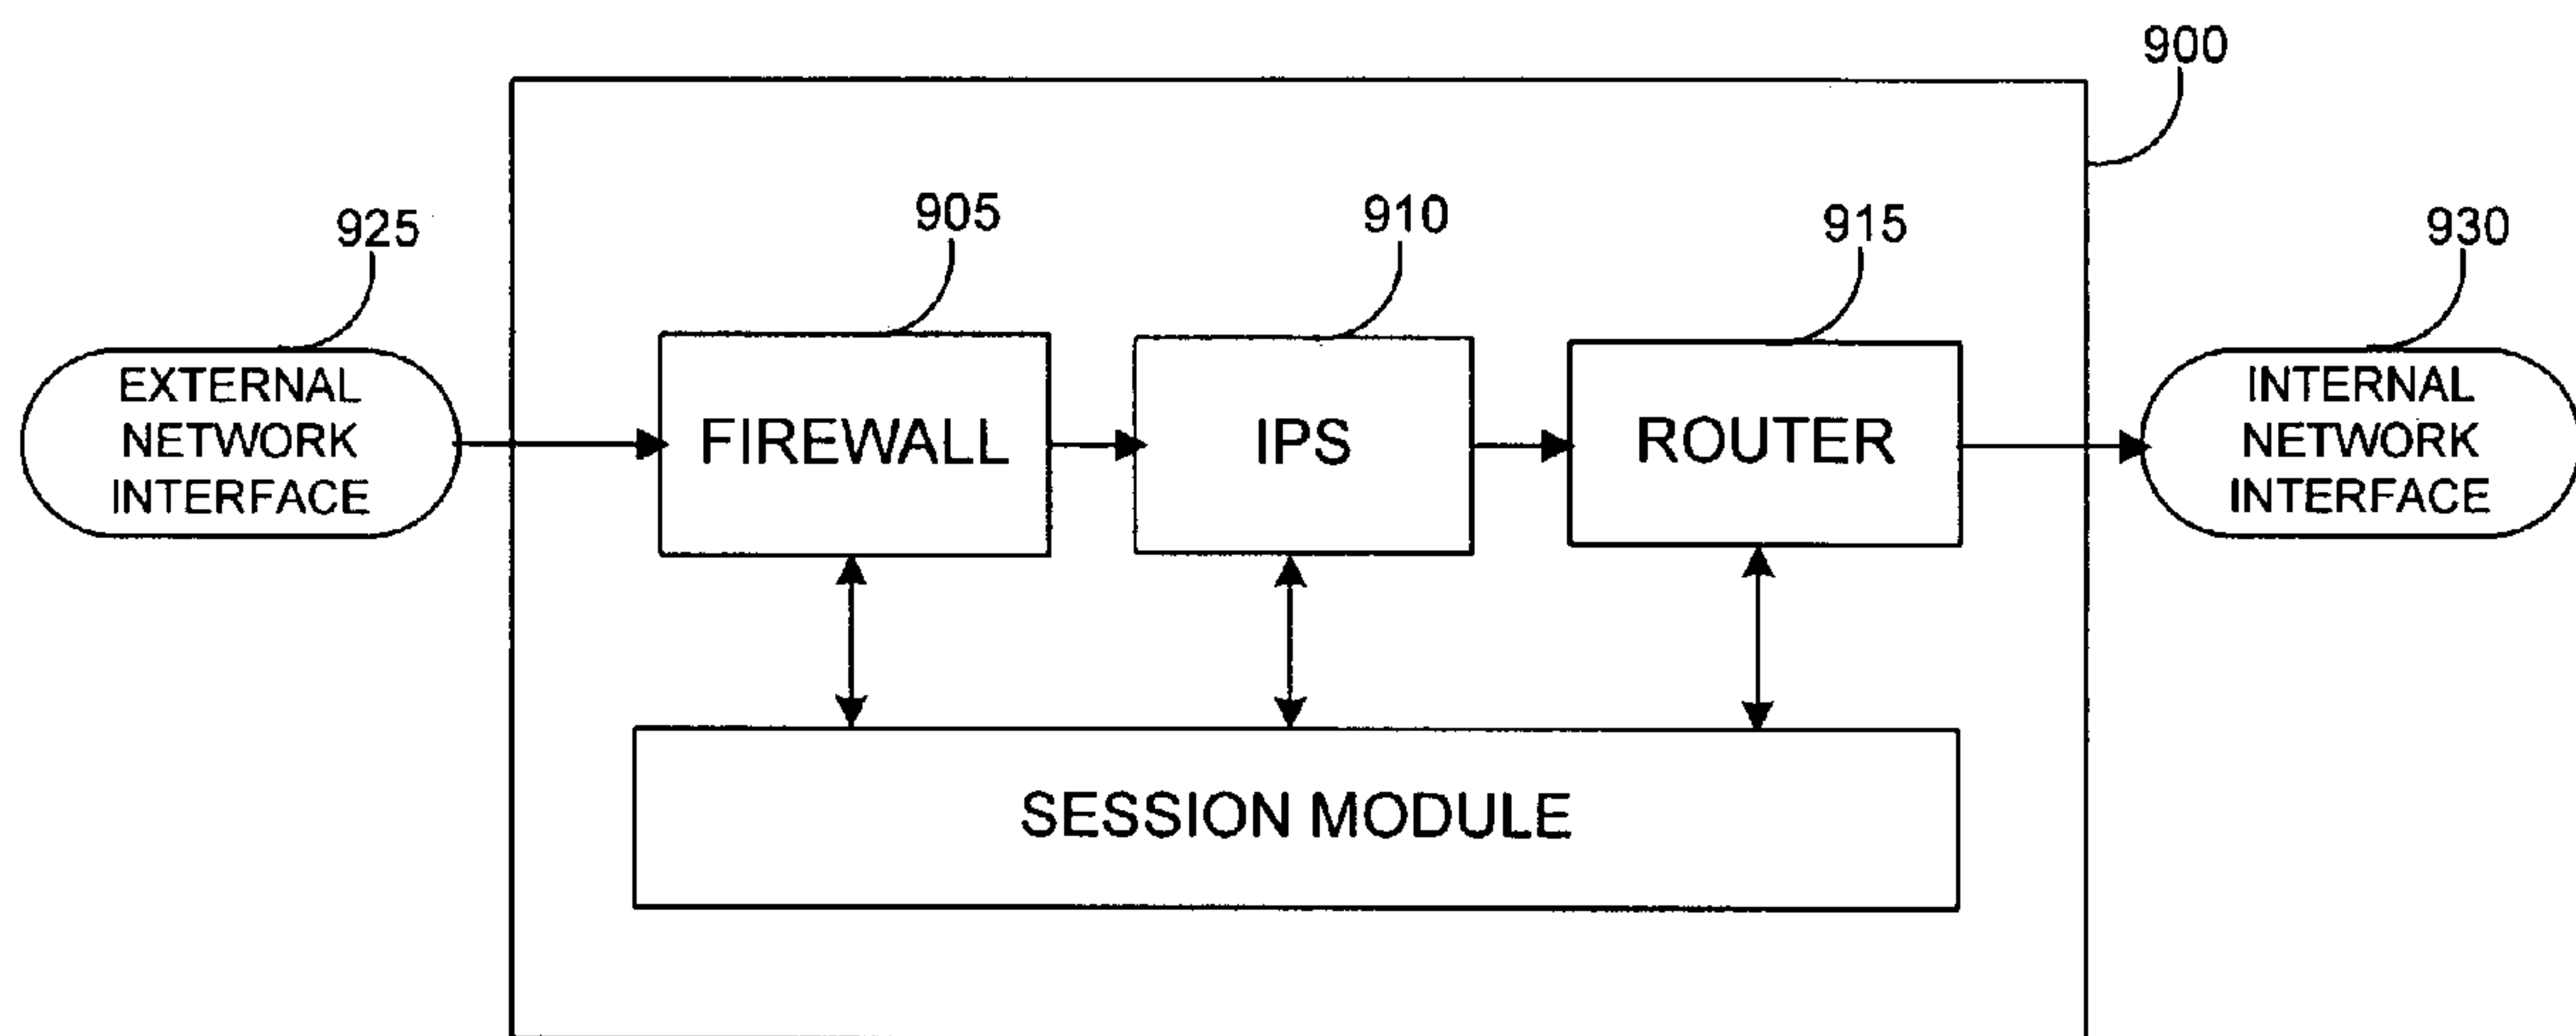 900
925
905
910
915
930
EXTERNAL
NETWORK
INTERFACE
FIREWALL
IPS
ROUTER
INTERNAL
NETWORK
INTERFACE
SESSION MODULE